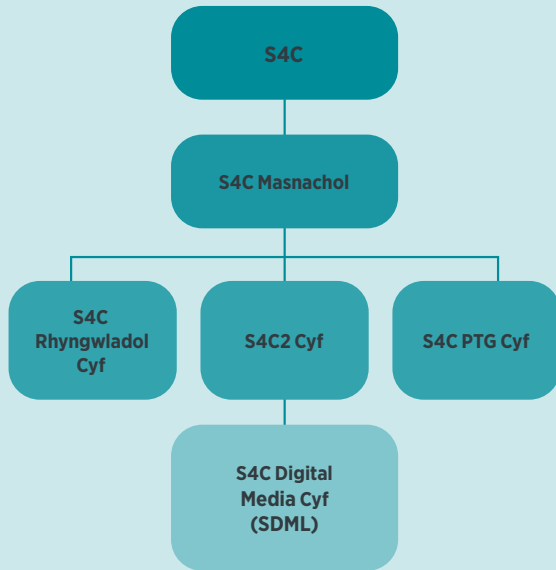 S4C
S4C Masnachol
S4C
Rhyngwladol
Cyf
S4C2 Cyf
S4C PTG Cyf
S4C Digital
Media Cyf
(SDML)